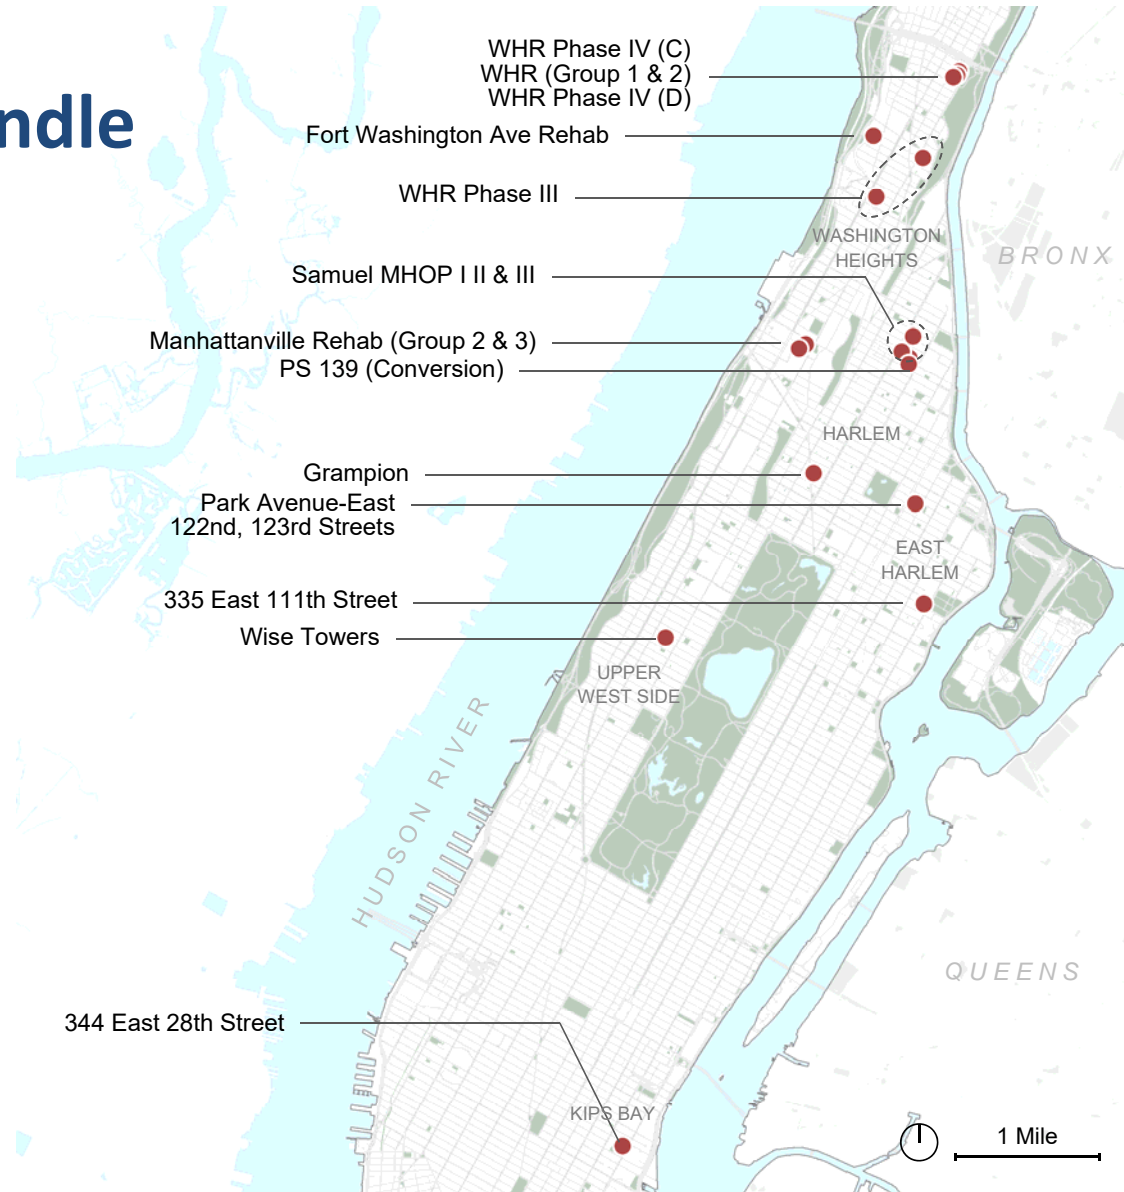 ndle
WHR Phase IV (C)
WHR (Group 1 & 2)
WHR Phase IV (D)
Fort Washington Ave Rehab
WHR Phase III
WASHINGTON
HEIGHTS
BRONX
Samuel MHOP I II & III
Manhattanville Rehab (Group 2 & 3)
PS 139 (Conversion)
HARLEM
Grampion
Park Avenue-East
122nd, 123rd Streets
EAST
HARLEM
335 East 111th Street
Wise Towers
UPPER
WEST SIDE
HUDSON RIVER
QUEENS
344 East 28th Street
KIPS BAY
1 Mile